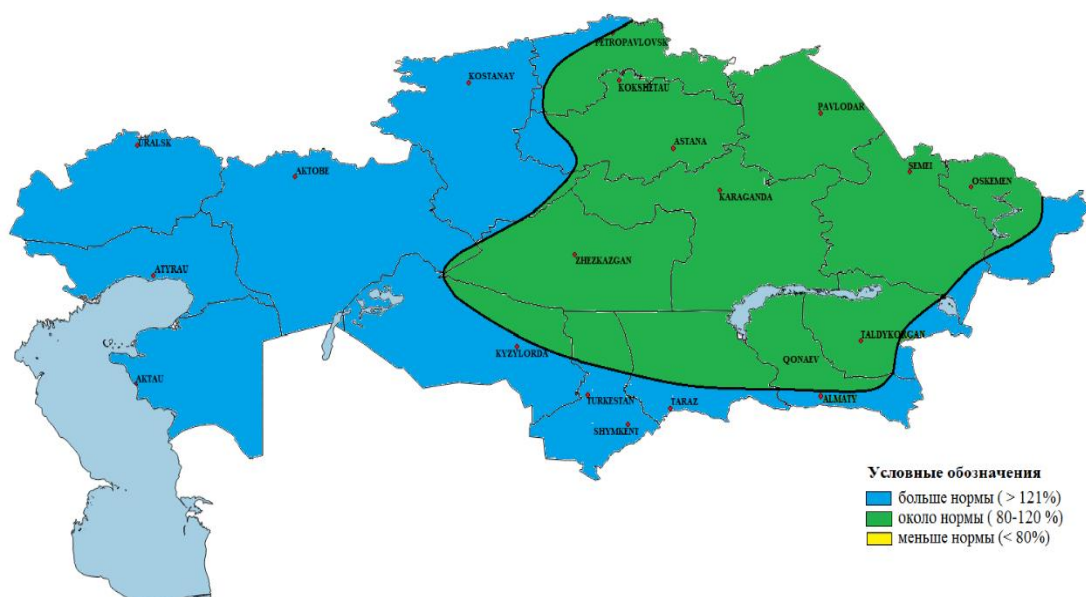 PETROPAVLOVSK
KOSTANAY
KOKSHETAU
PAVLODAR
URALSK
ASTANA
AKTOBE
SEMEI
OSKEMEN
KARAGANDA
ZHEZKAZGAN
ATYRAU
TALDYKORGAN
KYZYLORDA
QONAEV
AKTAU
TURKESTAN
TARAZ
ALMATY
SHYMKENT
Условные обозначения
больше нормы ( > 121%)
около нормы ( 80-120 %)
меньше нормы (< 80%)